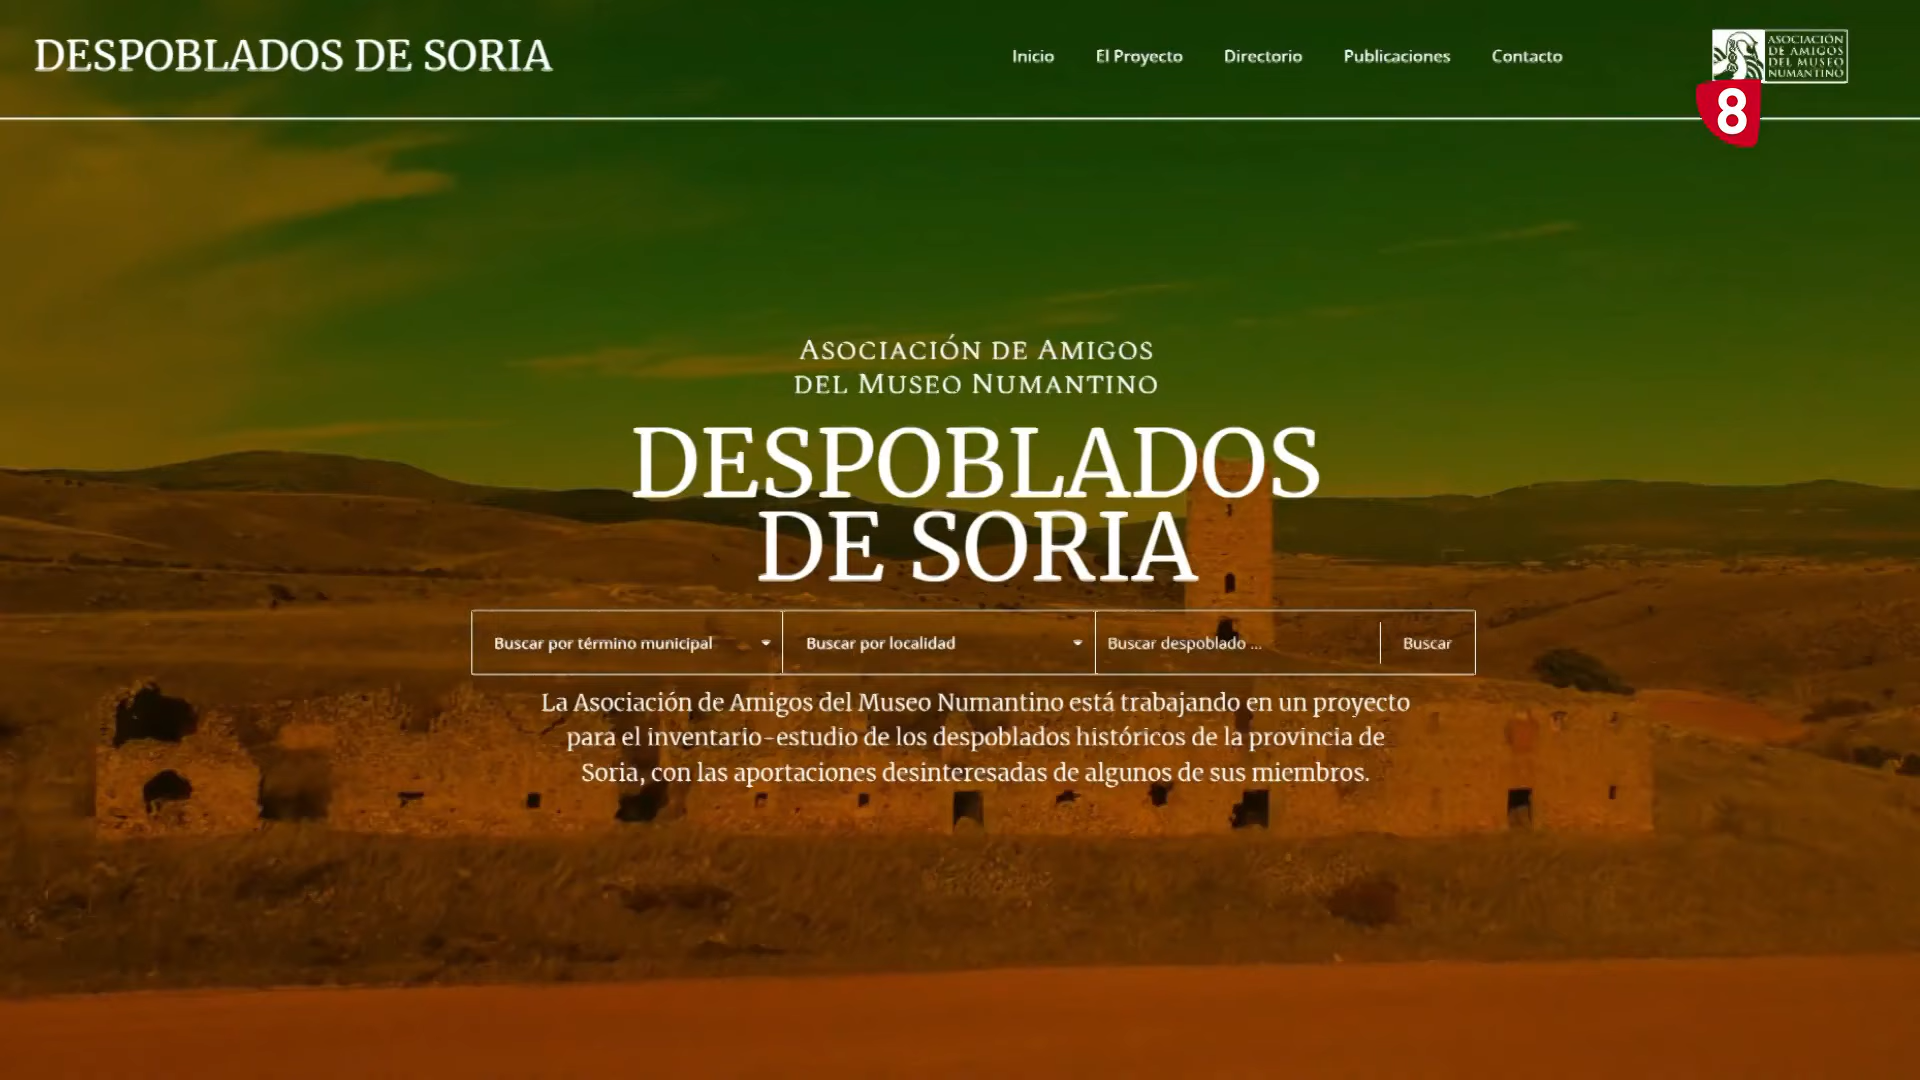 DESPOBLADOS DE SORIA
Inicio El Proyecto Directorio Publicaciones Contacto
ASOCIACIÓN
DE AMIGOS
DEL MUSEO
NUMANTINO
8
ASOCIACIÓN DE AMIGOS
DEL MUSEO NUMANTINO
DESPOBLADOS
DE SORIA
Buscar por término municipal Buscar por localidad Buscar despoblado ... Buscar
La Asociación de Amigos del Museo Numantino está trabajando en un proyecto
para el inventario-estudio de los despoblados históricos de la provincia de
Soria, con las aportaciones desinteresadas de algunos de sus miembros.